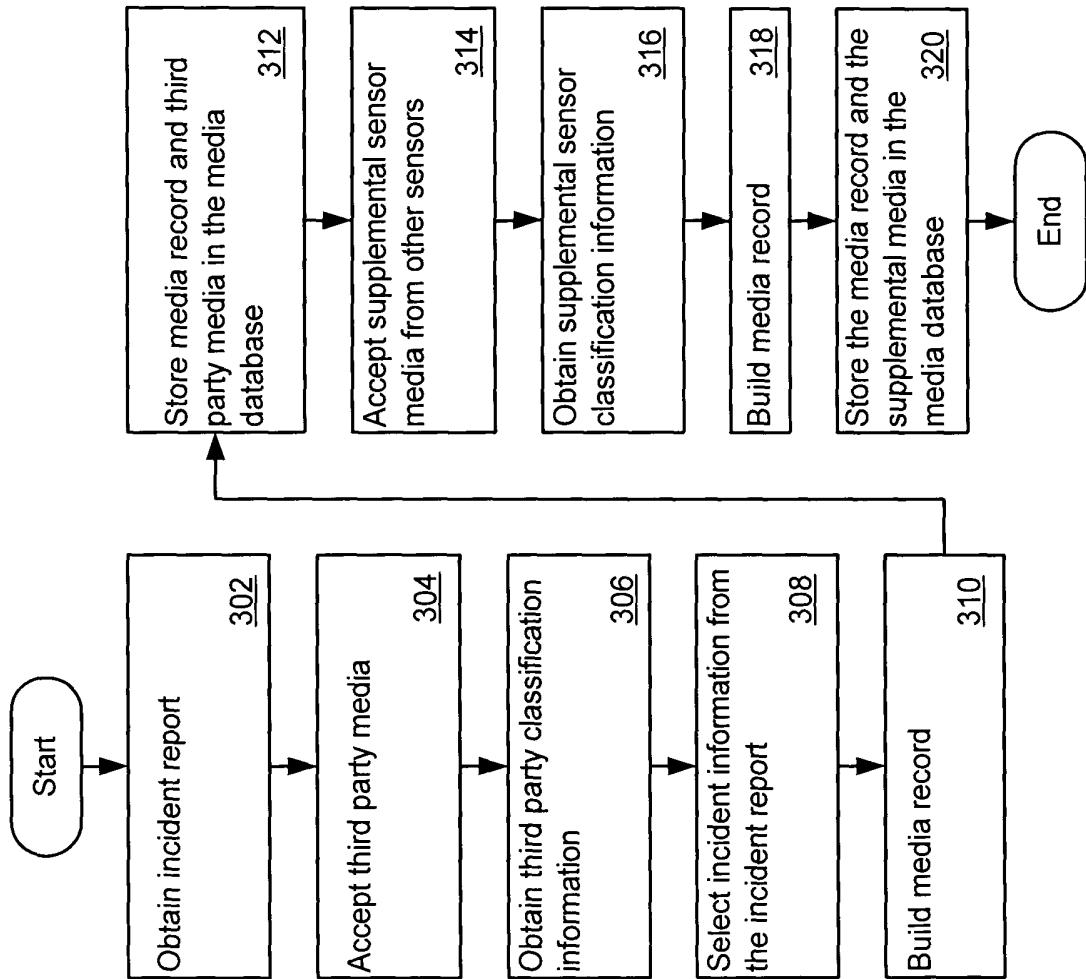 Start
Obtain incident report
302
Accept third party media
304
Obtain third party classification
information
306
Select incident information from
the incident report
308
Build media record
310
Store media record and third
party media in the media
database
312
Accept supplemental sensor
media from other sensors
314
Obtain supplemental sensor
classification information
316
Build media record
318
Store the media record and the
supplemental media in the
media database
320
End